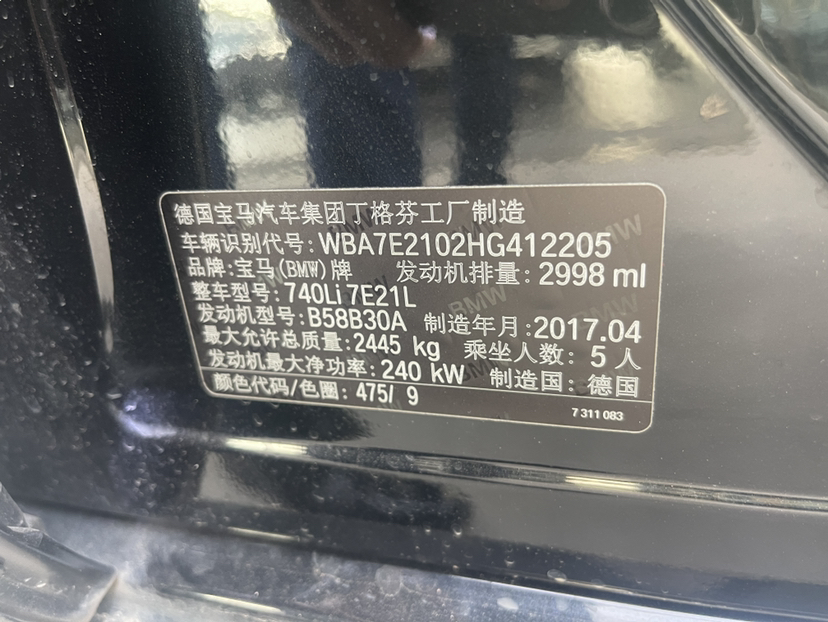 德国宝马汽车集团丁格芬工厂制造
车辆识别代号:WBA7E2102HG412205
品牌:宝马(BMW)牌 发动机排量:2998 ml
整车型号:740Li 7E21L
发动机型号:B58B30A 制造年月:2017.04
最大允许总质量:2445 kg 乘坐人数:5人
发动机最大净功率:240 kW 制造国:德国
颜色代码/色圈:475/ 9
7 311 083